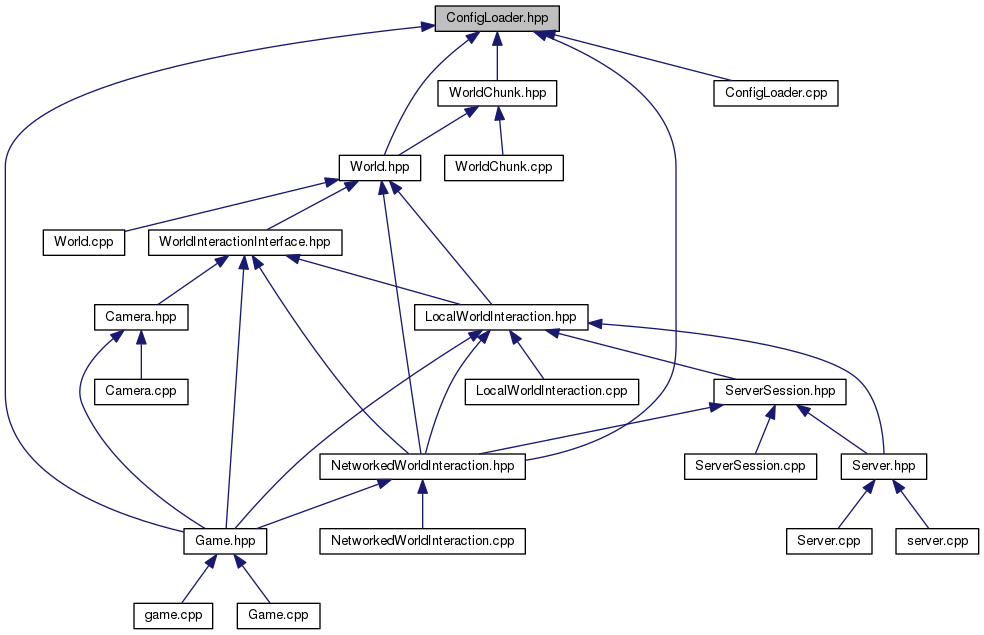 ConfigLoader.hpp
WorldChunk.hpp
ConfigLoader.cpp
World.hpp
WorldChunk.cpp
World.cpp
WorldInteractionInterface.hpp
Camera.hpp
LocalWorldInteraction.hpp
Camera.cpp
LocalWorldInteraction.cpp
ServerSession.hpp
NetworkedWorldInteraction.hpp
ServerSession.cpp
Server.hpp
Game.hpp
NetworkedWorldInteraction.cpp
Server.cpp
server.cpp
game.cpp
Game.cpp